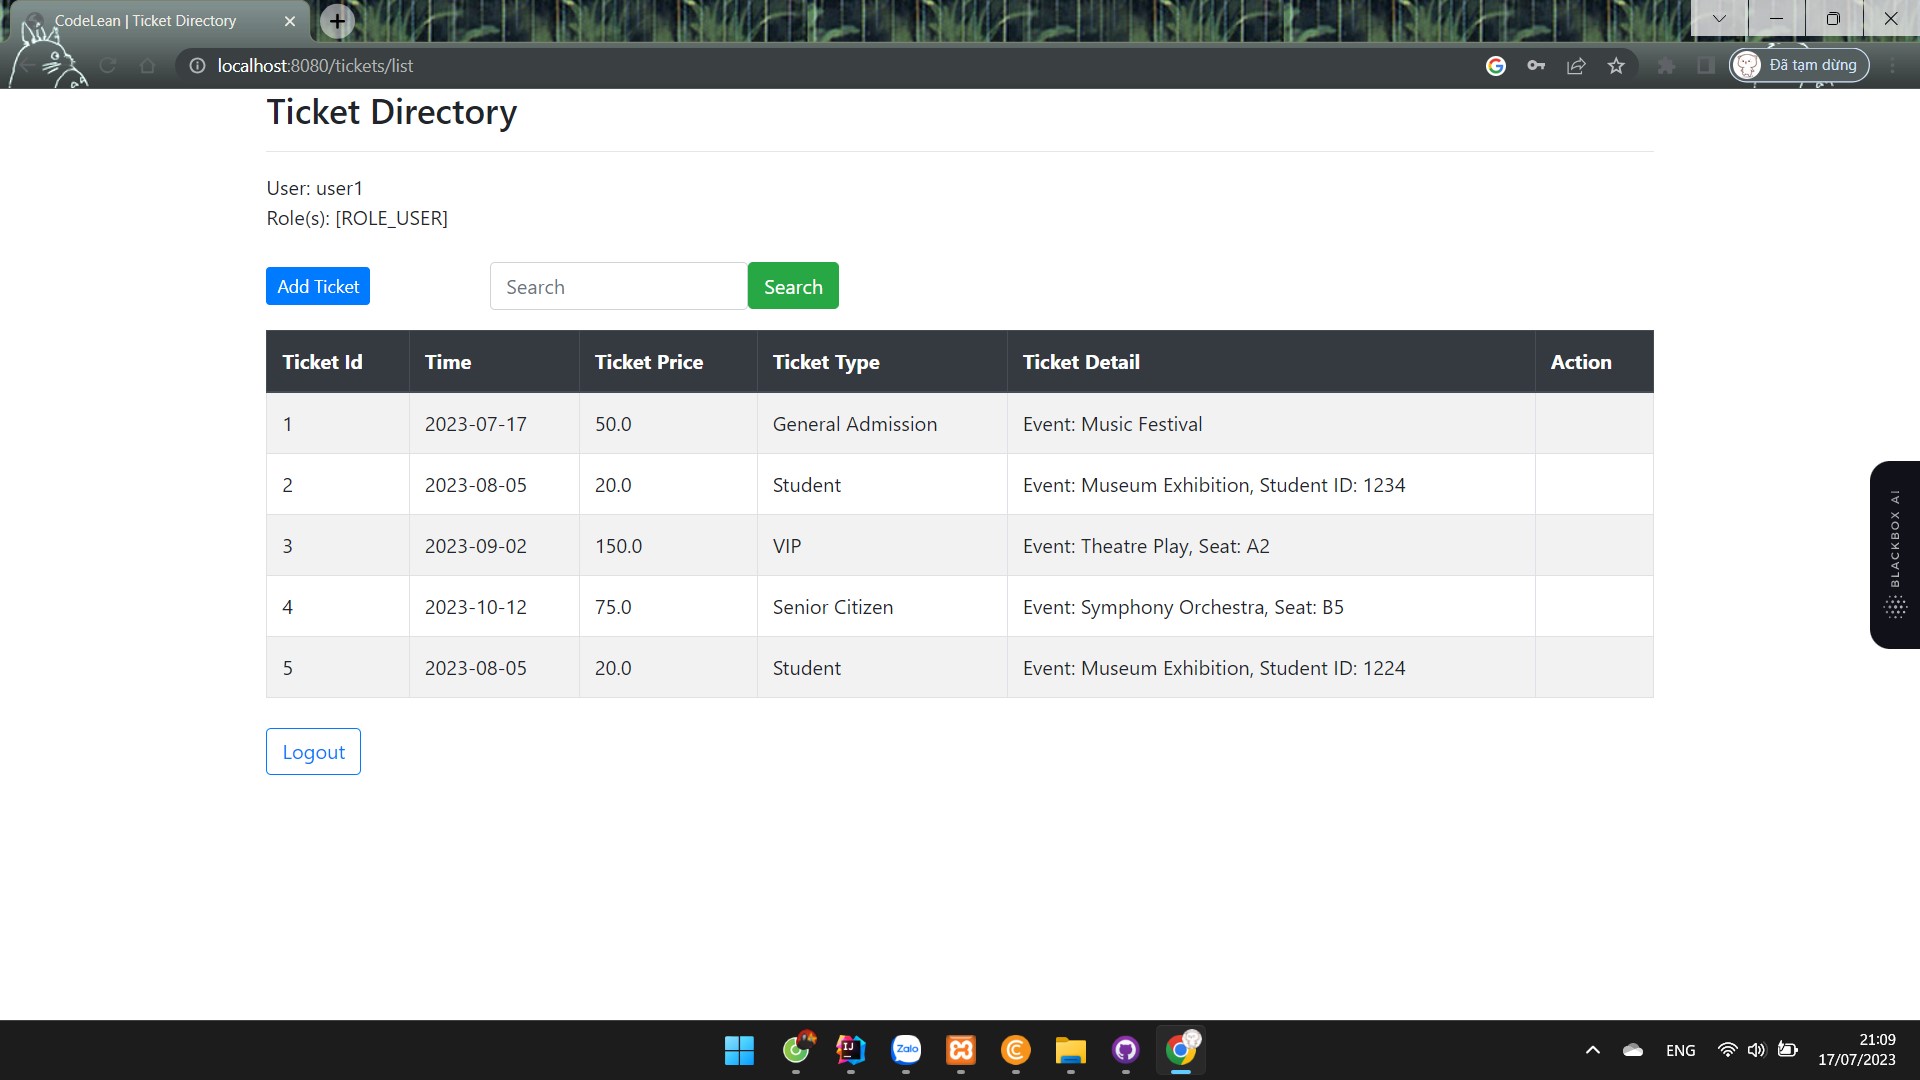 CodeLean | Ticket Directory
localhost:8080/tickets/list
Đã tạm dừng
Ticket Directory
User: user1
Role(s): [ROLE_USER]
Add Ticket Search Search
Ticket Id Time Ticket Price Ticket Type Ticket Detail Action
1 2023-07-17 50.0 General Admission Event: Music Festival
2 2023-08-05 20.0 Student Event: Museum Exhibition, Student ID: 1234
3 2023-09-02 150.0 VIP Event: Theatre Play, Seat: A2
4 2023-10-12 75.0 Senior Citizen Event: Symphony Orchestra, Seat: B5
5 2023-08-05 20.0 Student Event: Museum Exhibition, Student ID: 1224
BLACKBOX AI
Logout
IJ
Zalo
ENG
21:09
17/07/2023